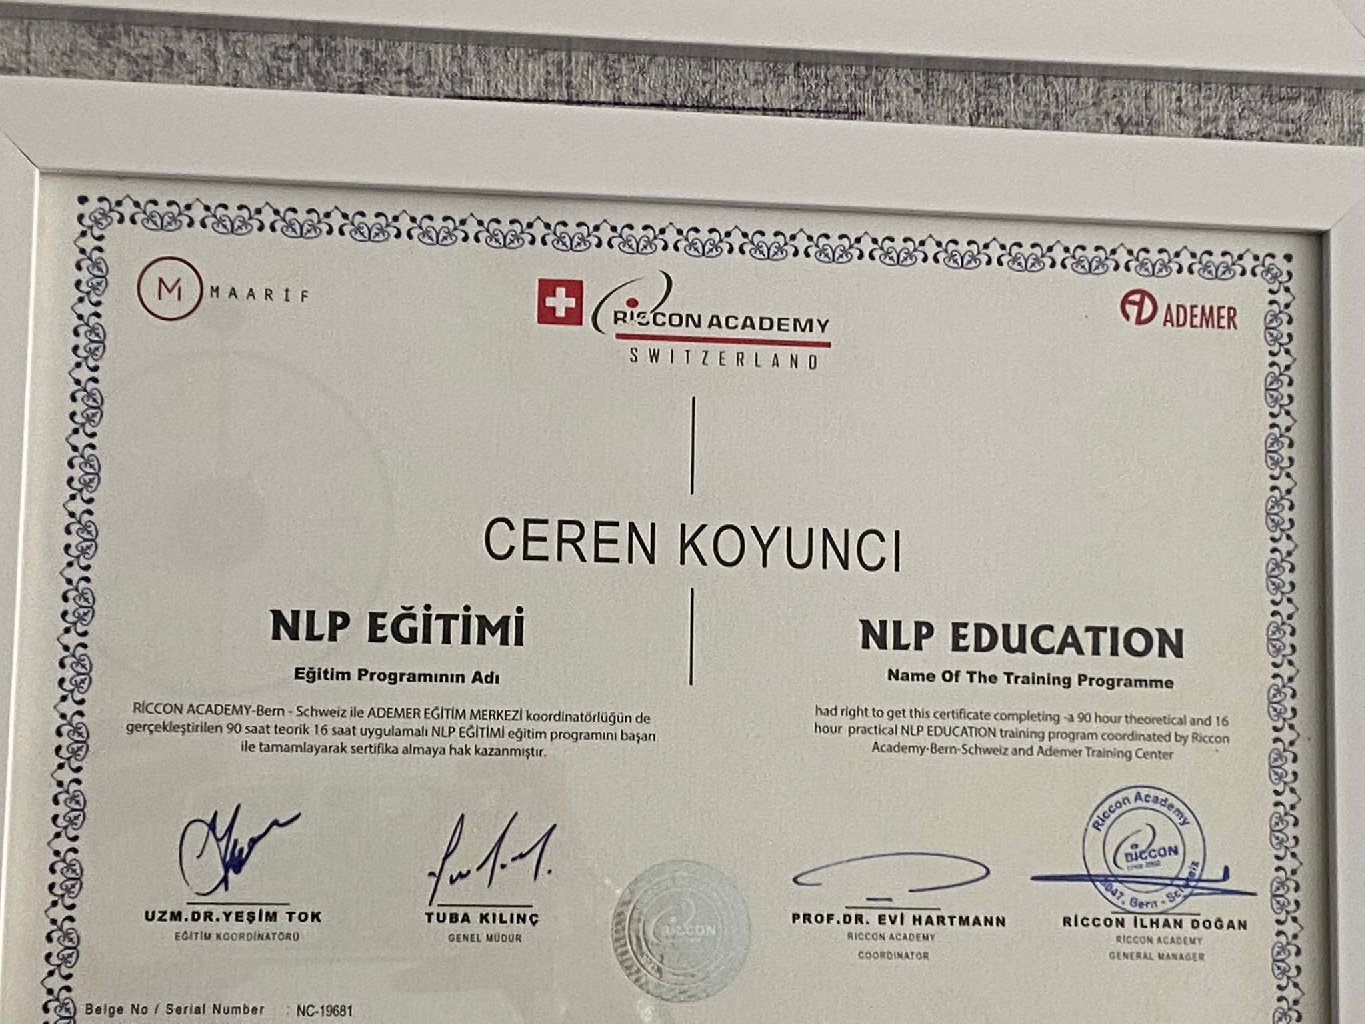 MAARİF
RISCCON ACADEMY
SWITZERLAND
ADEMER
CEREN KOYUNCI
NLP EĞİTİMİ
Eğitim Programının Adı
RİCCON ACADEMY-Bern - Schweiz ile ADEMER EĞİTİM MERKEZİ koordinatörlüğün de
gerçekleştirilen 90 saat teorik 16 saat uygulamalı NLP EĞİTİMİ eğitim programını başarı
ile tamamlayarak sertifika almaya hak kazanmıştır.
NLP EDUCATION
Name Of The Training Programme
had right to get this certificate completing -a 90 hour theoretical and 16
hour practical NLP EDUCATION training program coordinated by Riccon
Academy-Bern-Schweiz and Ademer Training Center
UZM.DR.YEŞİM TOK
EĞİTİM KOORDİNATÖRÜ
TUBA KILINÇ
GENEL MÜDÜR
PROF.DR. EVİ HARTMANN
RICCON ACADEMY
COORDINATOR
Riccon Academy
RICCON
3047, Bern - Schweiz
RİCCON İLHAN DOĞAN
RICCON ACADEMY
GENERAL MANAGER
RICCON
Belge No / Serial Number : NC-19681